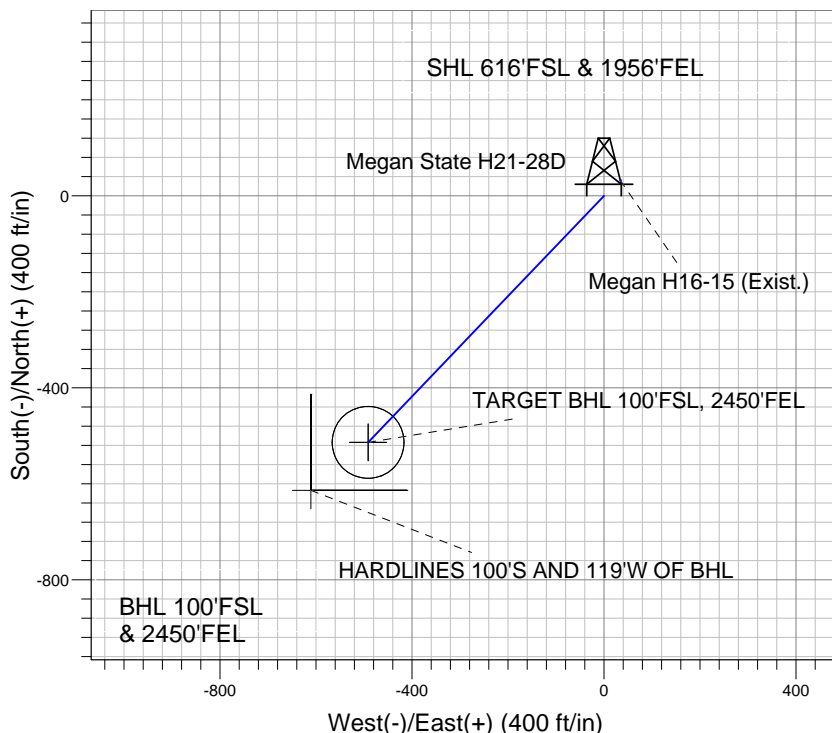 SHL 616'FSL & 1956'FEL
Megan State H21-28D
Megan H16-15 (Exist.)
TARGET BHL 100'FSL, 2450'FEL
HARDLINES 100'S AND 119'W OF BHL
BHL 100'FSL
& 2450'FEL
South(-)/North(+) (400 ft/in)
0
-400
-800
-800
-400
0
400
West(-)/East(+) (400 ft/in)